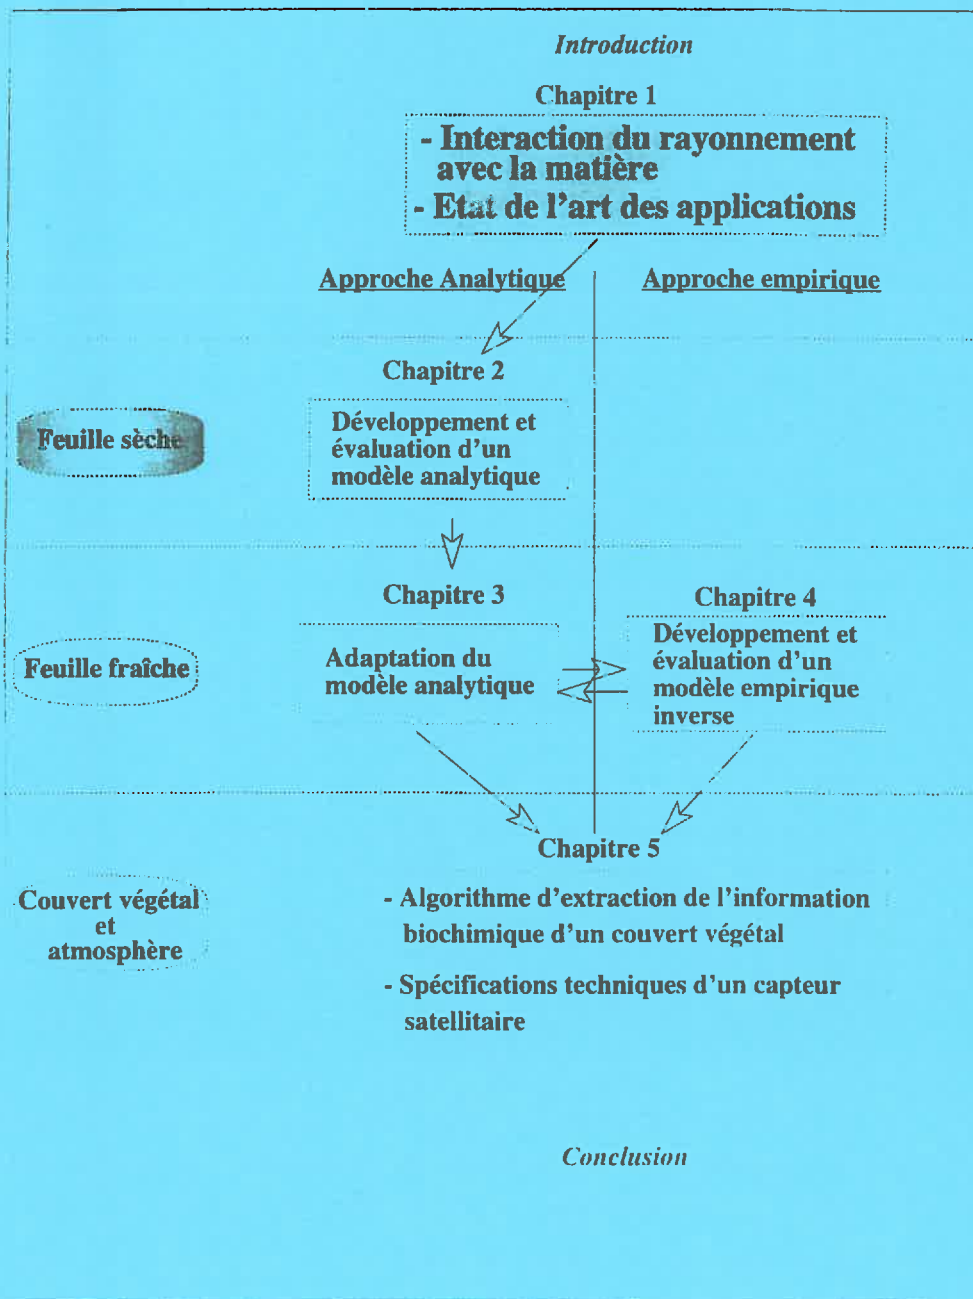 Introduction
Chapitre 1
- Interaction du rayonnement
avec la matière
- Etat de l'art des applications
Approche Analytique
Approche empirique
Chapitre 2
Feuille sèche
Développement et
évaluation d'un
modèle analytique
Chapitre 3
Chapitre 4
Feuille fraîche
Adaptation du
modèle analytique
Développement et
évaluation d'un
modèle empirique
inverse
Chapitre 5
Couvert végétal
et
atmosphère
- Algorithme d'extraction de l'information
biochimique d'un couvert végétal
- Spécifications techniques d'un capteur
satellitaire
Conclusion